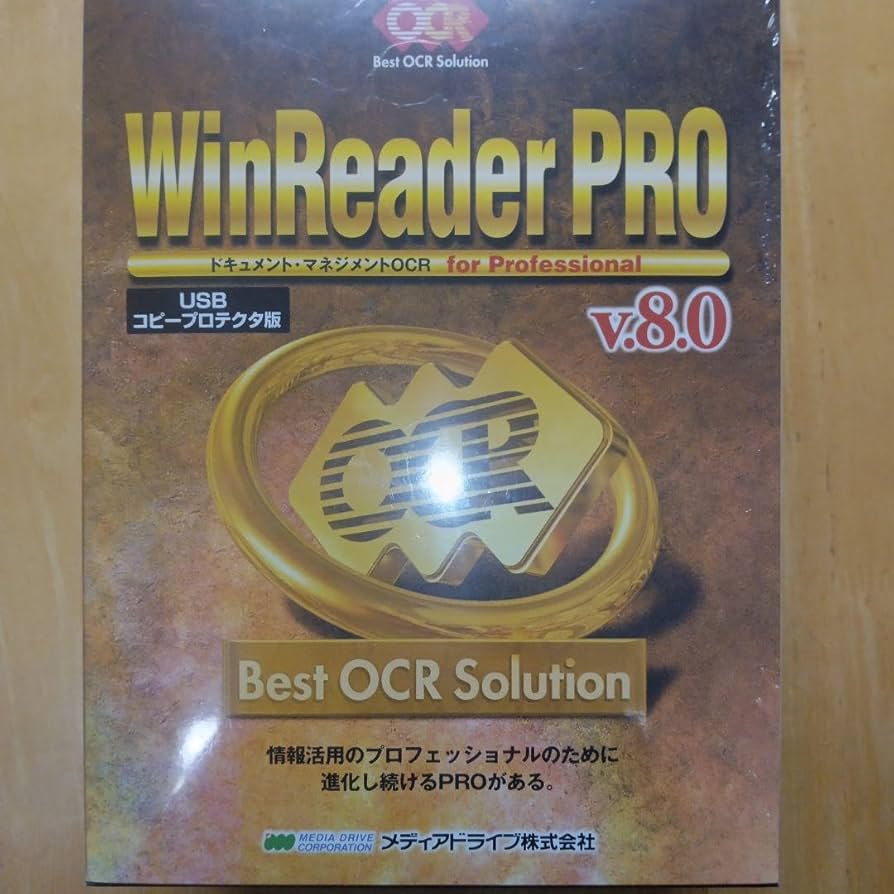 OCR
Best OCR Solution
WinReader PRO
ドキュメント・マネジメントOCR for Professional
USB
コピープロテクタ版
v.8.0
OCR
Best OCR Solution
情報活用のプロフェッショナルのために
進化し続けるPROがある。
MEDIA DRIVE
CORPORATION
メディアドライブ株式会社